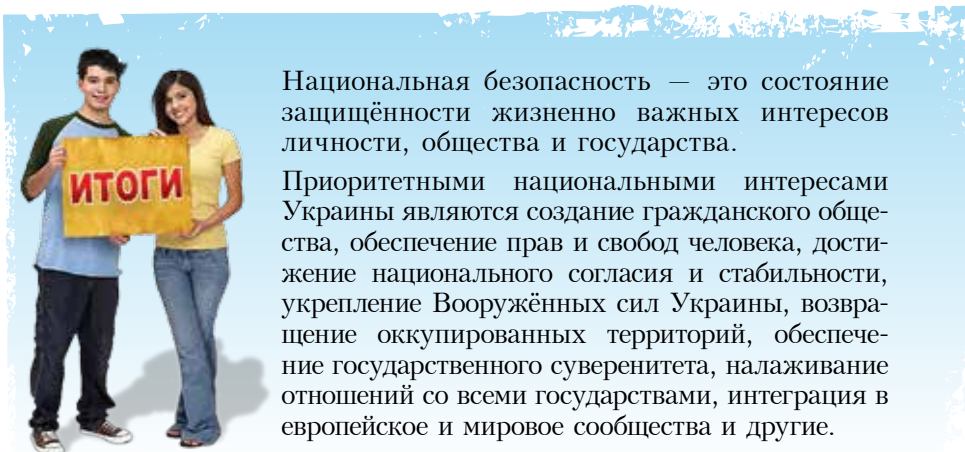 ИТОГИ
Национальная безопасность — это состояние
защищённости жизненно важных интересов
личности, общества и государства.
Приоритетными национальными интересами
Украины являются создание гражданского обще-
ства, обеспечение прав и свобод человека, дости-
жение национального согласия и стабильности,
укрепление Вооружённых сил Украины, возвра-
щение оккупированных территорий, обеспече-
ние государственного суверенитета, налаживание
отношений со всеми государствами, интеграция в
европейское и мировое сообщества и другие.